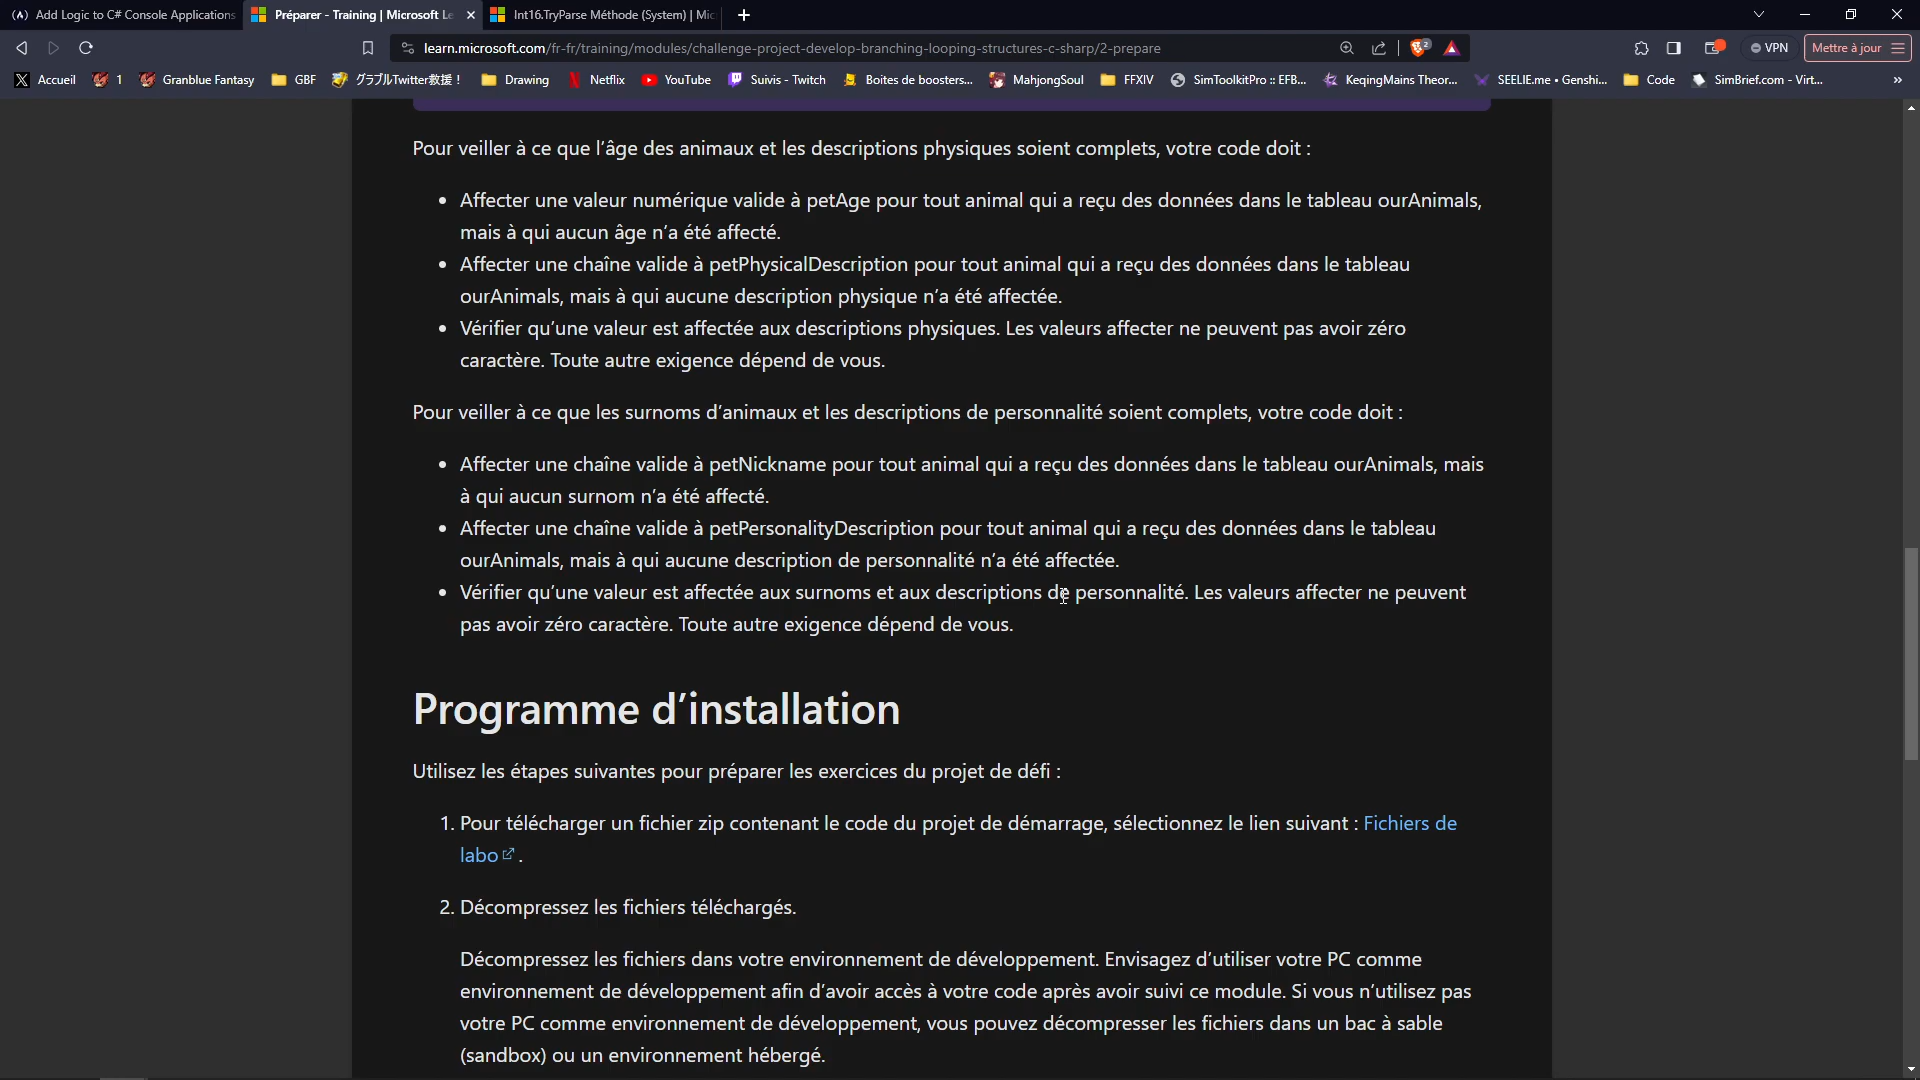 Add Logic to C# Console Applications
Préparer - Training | Microsoft Le
Int16.TryParse Méthode (System) | Mic
learn.microsoft.com/fr-fr/training/modules/challenge-project-develop-branching-looping-structures-c-sharp/2-prepare
2
VPN
Mettre à jour
Accueil
1
Granblue Fantasy
GBF
グラブルTwitter救援！
Drawing
Netflix
YouTube
Suivis - Twitch
Boites de boosters...
MahjongSoul
FFXIV
SimToolkitPro :: EFB...
KeqingMains Theor...
SEELIE.me • Genshi...
Code
SimBrief.com - Virt...
»
Pour veiller à ce que l’âge des animaux et les descriptions physiques soient complets, votre code doit :
• Affecter une valeur numérique valide à petAge pour tout animal qui a reçu des données dans le tableau ourAnimals,
mais à qui aucun âge n’a été affecté.
• Affecter une chaîne valide à petPhysicalDescription pour tout animal qui a reçu des données dans le tableau
ourAnimals, mais à qui aucune description physique n’a été affectée.
• Vérifier qu’une valeur est affectée aux descriptions physiques. Les valeurs affecter ne peuvent pas avoir zéro
caractère. Toute autre exigence dépend de vous.
Pour veiller à ce que les surnoms d’animaux et les descriptions de personnalité soient complets, votre code doit :
• Affecter une chaîne valide à petNickname pour tout animal qui a reçu des données dans le tableau ourAnimals, mais
à qui aucun surnom n’a été affecté.
• Affecter une chaîne valide à petPersonalityDescription pour tout animal qui a reçu des données dans le tableau
ourAnimals, mais à qui aucune description de personnalité n’a été affectée.
• Vérifier qu’une valeur est affectée aux surnoms et aux descriptions de personnalité. Les valeurs affecter ne peuvent
pas avoir zéro caractère. Toute autre exigence dépend de vous.
Programme d’installation
Utilisez les étapes suivantes pour préparer les exercices du projet de défi :
1. Pour télécharger un fichier zip contenant le code du projet de démarrage, sélectionnez le lien suivant : Fichiers de
labo .
2. Décompressez les fichiers téléchargés.
Décompressez les fichiers dans votre environnement de développement. Envisagez d’utiliser votre PC comme
environnement de développement afin d’avoir accès à votre code après avoir suivi ce module. Si vous n’utilisez pas
votre PC comme environnement de développement, vous pouvez décompresser les fichiers dans un bac à sable
(sandbox) ou un environnement hébergé.